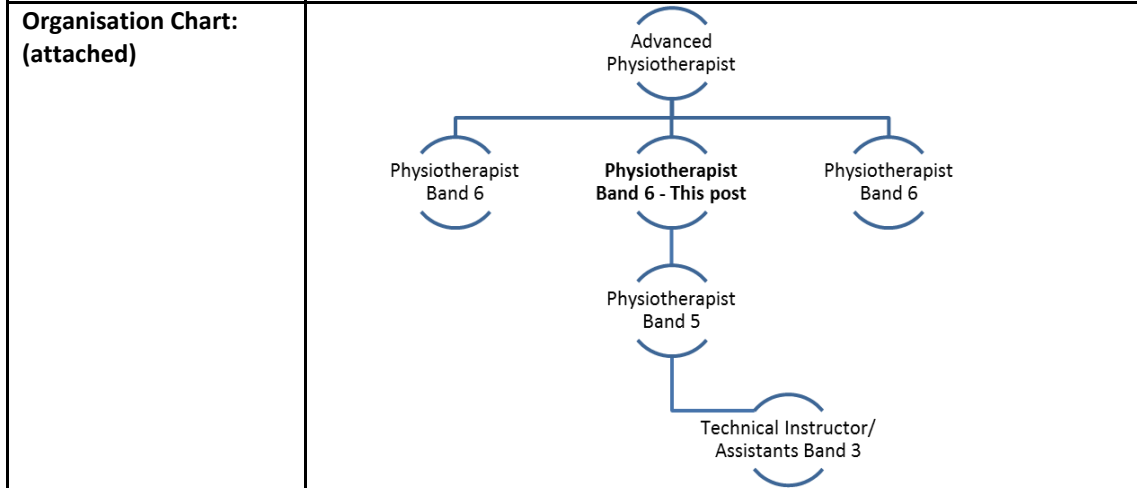 Organisation Chart:
(attached)
Advanced
Physiotherapist
Physiotherapist
Band 6
Physiotherapist
Band 6 - This post
Physiotherapist
Band 6
Physiotherapist
Band 5
Technical Instructor/
Assistants Band 3